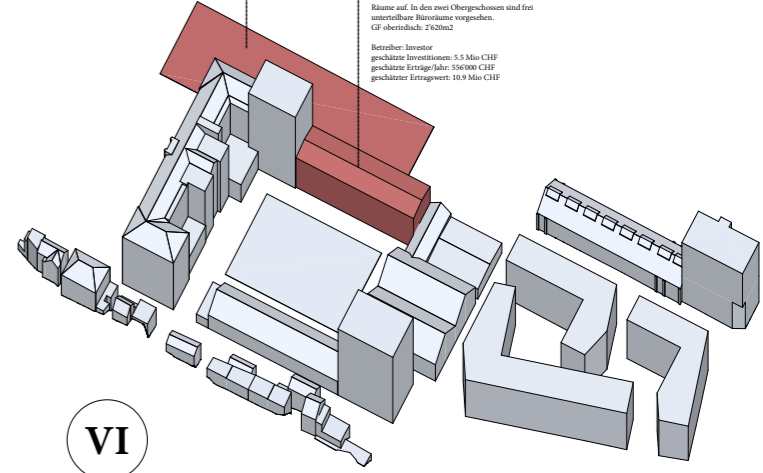 Räume auf. In den zwei Obergeschossen sind frei
unterteilbare Büroräume vorgesehen.
GF oberirdisch: 2'620m2
Betreiber: Investor
geschätzte Investitionen: 5.5 Mio CHF
geschätzte Erträge/Jahr: 556'000 CHF
geschätzter Ertragswert: 10.9 Mio CHF
VI